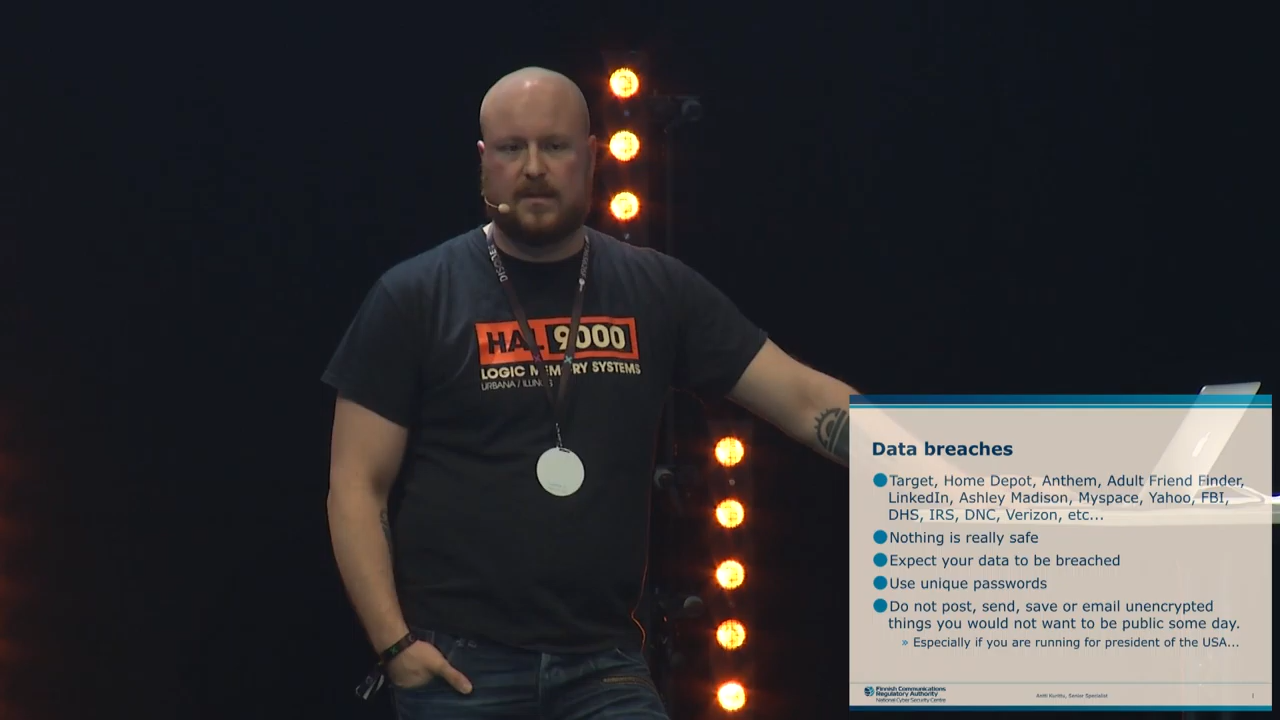 HAL 9000
LOGIC MEMORY SYSTEMS
URBANA / ILLINOIS
Data breaches
Target, Home Depot, Anthem, Adult Friend Finder,
LinkedIn, Ashley Madison, Myspace, Yahoo, FBI,
DHS, IRS, DNC, Verizon, etc...
Nothing is really safe
Expect your data to be breached
Use unique passwords
Do not post, send, save or email unencrypted
things you would not want to be public some day.
» Especially if you are running for president of the USA...
Finnish Communications
Regulatory Authority
National Cyber Security Centre
Antti Kurittu, Senior Specialist